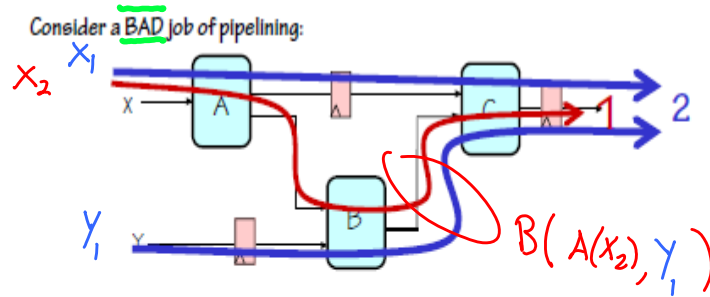 Consider a BAD job of pipelining:
X₁
X₂
X
A
C
1
2
B
Y₁
Y
B( A(X₂), Y₁ )